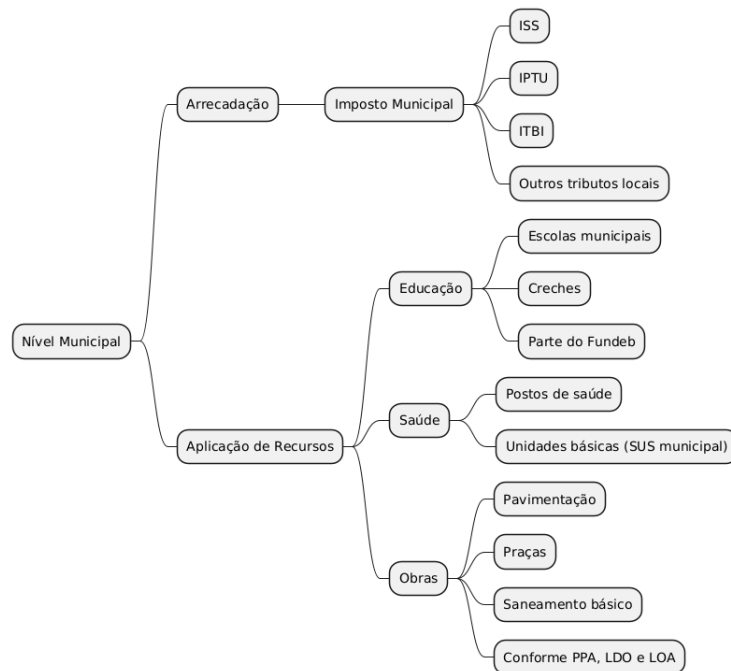 Nível Municipal
Arrecadação
Imposto Municipal
ISS
IPTU
ITBI
Outros tributos locais
Aplicação de Recursos
Educação
Escolas municipais
Creches
Parte do Fundeb
Saúde
Postos de saúde
Unidades básicas (SUS municipal)
Obras
Pavimentação
Praças
Saneamento básico
Conforme PPA, LDO e LOA